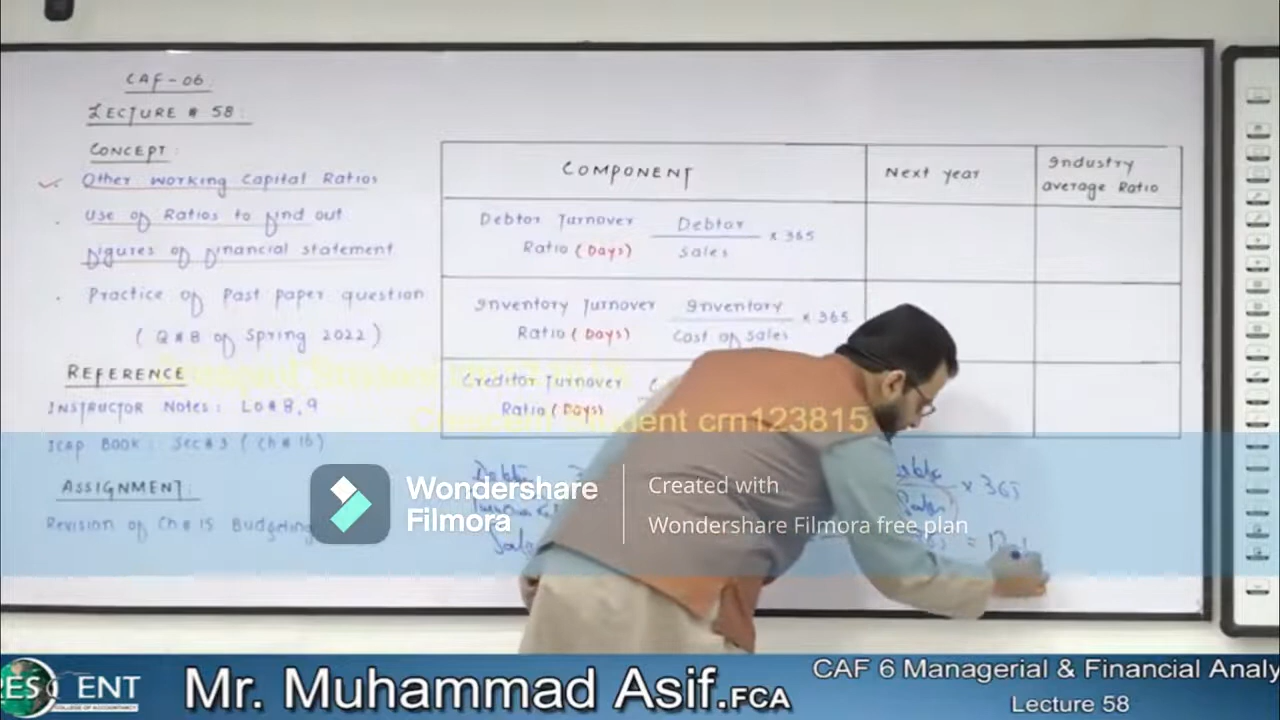 CAF-06
LECTURE # 58:
CONCEPT:
Other working Capital Ratios
Use of Ratios to find out
figures of financial statement
Practice of Past paper question
(Q#8 of Spring 2022)
REFERENCE
INSTRUCTOR NOTES: LO#8,9
ICAP BOOK: Sec#3 (Ch#16)
ASSIGNMENT:
Revision of Ch#15 Budgeting
COMPONENT
Next year
Industry
average Ratio
Debtor Turnover
Ratio (Days)
Debtor
Sales
x 365
Inventory Turnover
Ratio (Days)
Inventory
Cost of Sales
x 365
Creditor Turnover
Ratio (Days)
x 365
Sales
Crescent Student crn123815
Wondershare
Filmora
Created with
Wondershare Filmora free plan
ESCENT
Mr. Muhammad Asif.FCA
CAF 6 Managerial & Financial Analy
Lecture 58